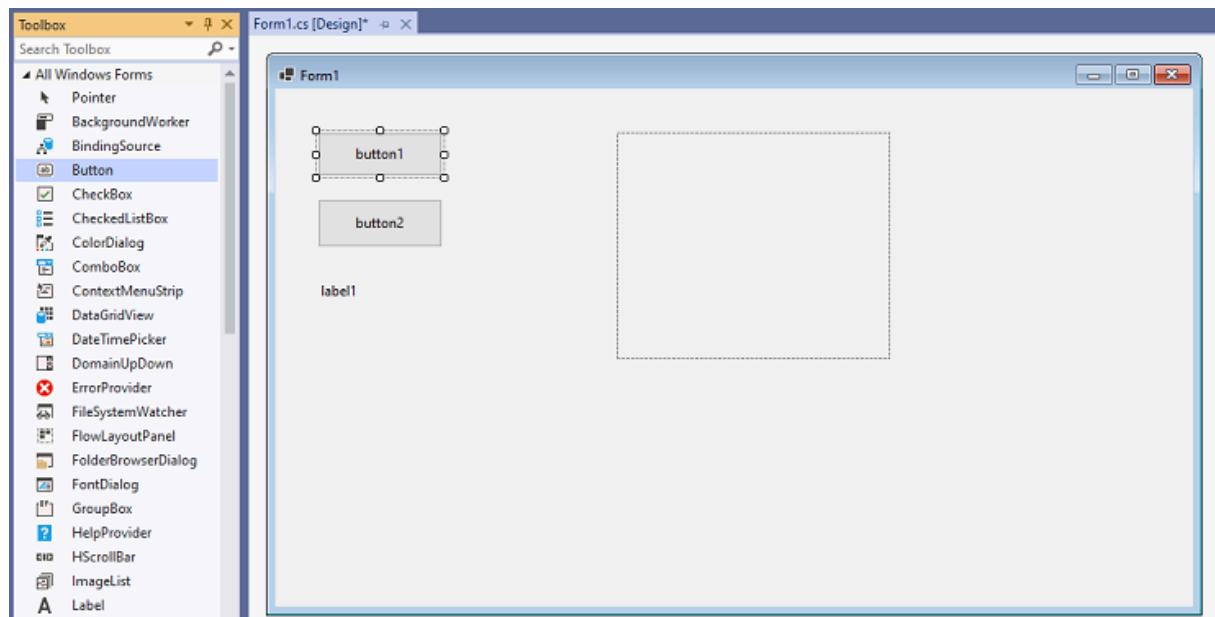 Toolbox
Form1.cs [Design]*
Search Toolbox
All Windows Forms
Pointer
BackgroundWorker
BindingSource
Button
CheckBox
CheckedListBox
ColorDialog
ComboBox
ContextMenuStrip
DataGridView
DateTimePicker
DomainUpDown
ErrorProvider
FileSystemWatcher
FlowLayoutPanel
FolderBrowserDialog
FontDialog
GroupBox
HelpProvider
HScrollBar
ImageList
Label
Form1
button1
button2
label1